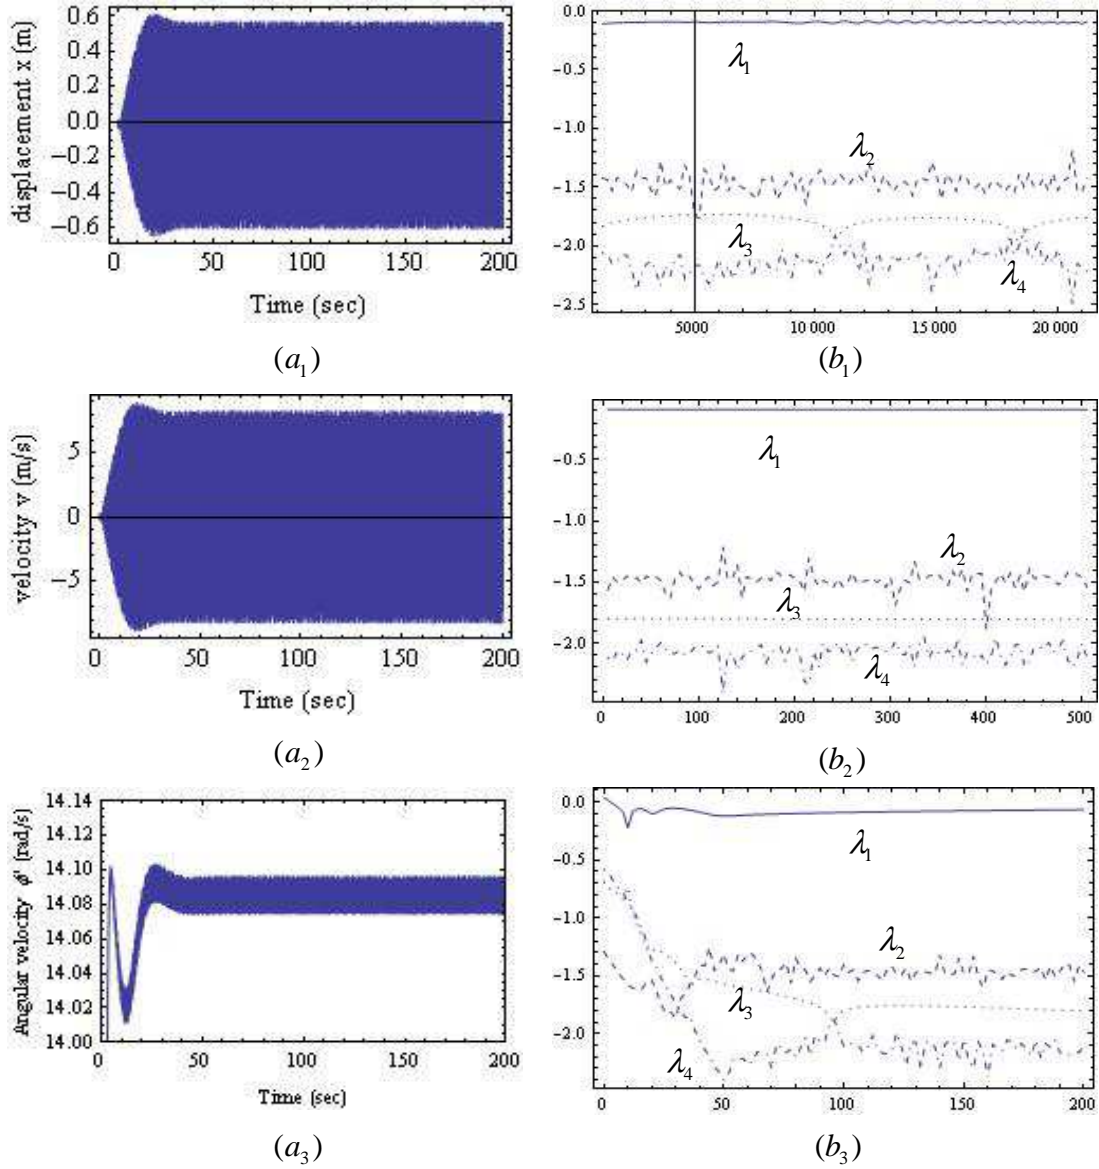 displacement x (m)
0.6
0.4
0.2
0.0
−0.2
−0.4
−0.6
0 50 100 150 200
Time (sec)
(a₁)
0.0
−0.5
−1.0
−1.5
−2.0
−2.5
λ₁
λ₂
λ₃
λ₄
5000 10 000 15 000 20 000
(b₁)
velocity v (m/s)
5
0
−5
0 50 100 150 200
Time (sec)
(a₂)
−0.5
−1.0
−1.5
−2.0
λ₁
λ₂
λ₃
λ₄
0 100 200 300 400 500
(b₂)
Angular velocity ϕ' (rad/s)
14.14
14.12
14.10
14.08
14.06
14.04
14.02
14.00
0 50 100 150 200
Time (sec)
(a₃)
0.0
−0.5
−1.0
−1.5
−2.0
λ₁
λ₂
λ₃
λ₄
0 50 100 150 200
(b₃)